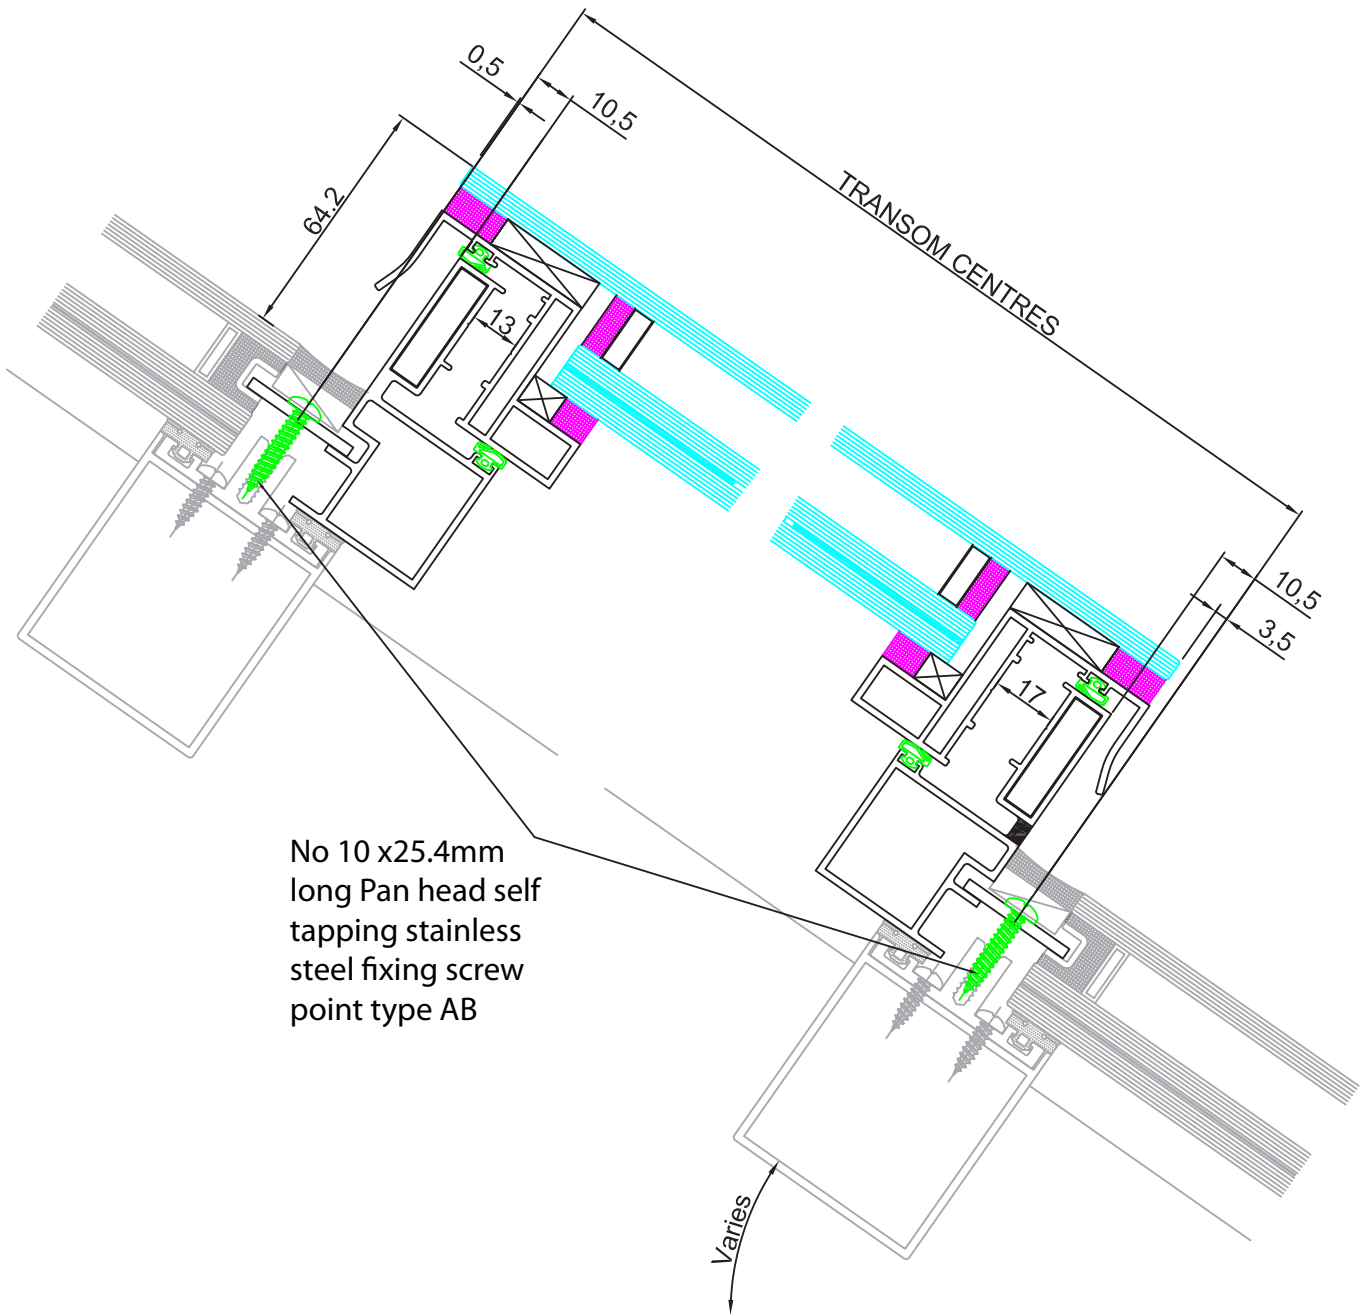 0,5
10,5
64.2
TRANSOM CENTRES
13
10,5
3,5
17
No 10 x25.4mm
long Pan head self
tapping stainless
steel fixing screw
point type AB
Varies